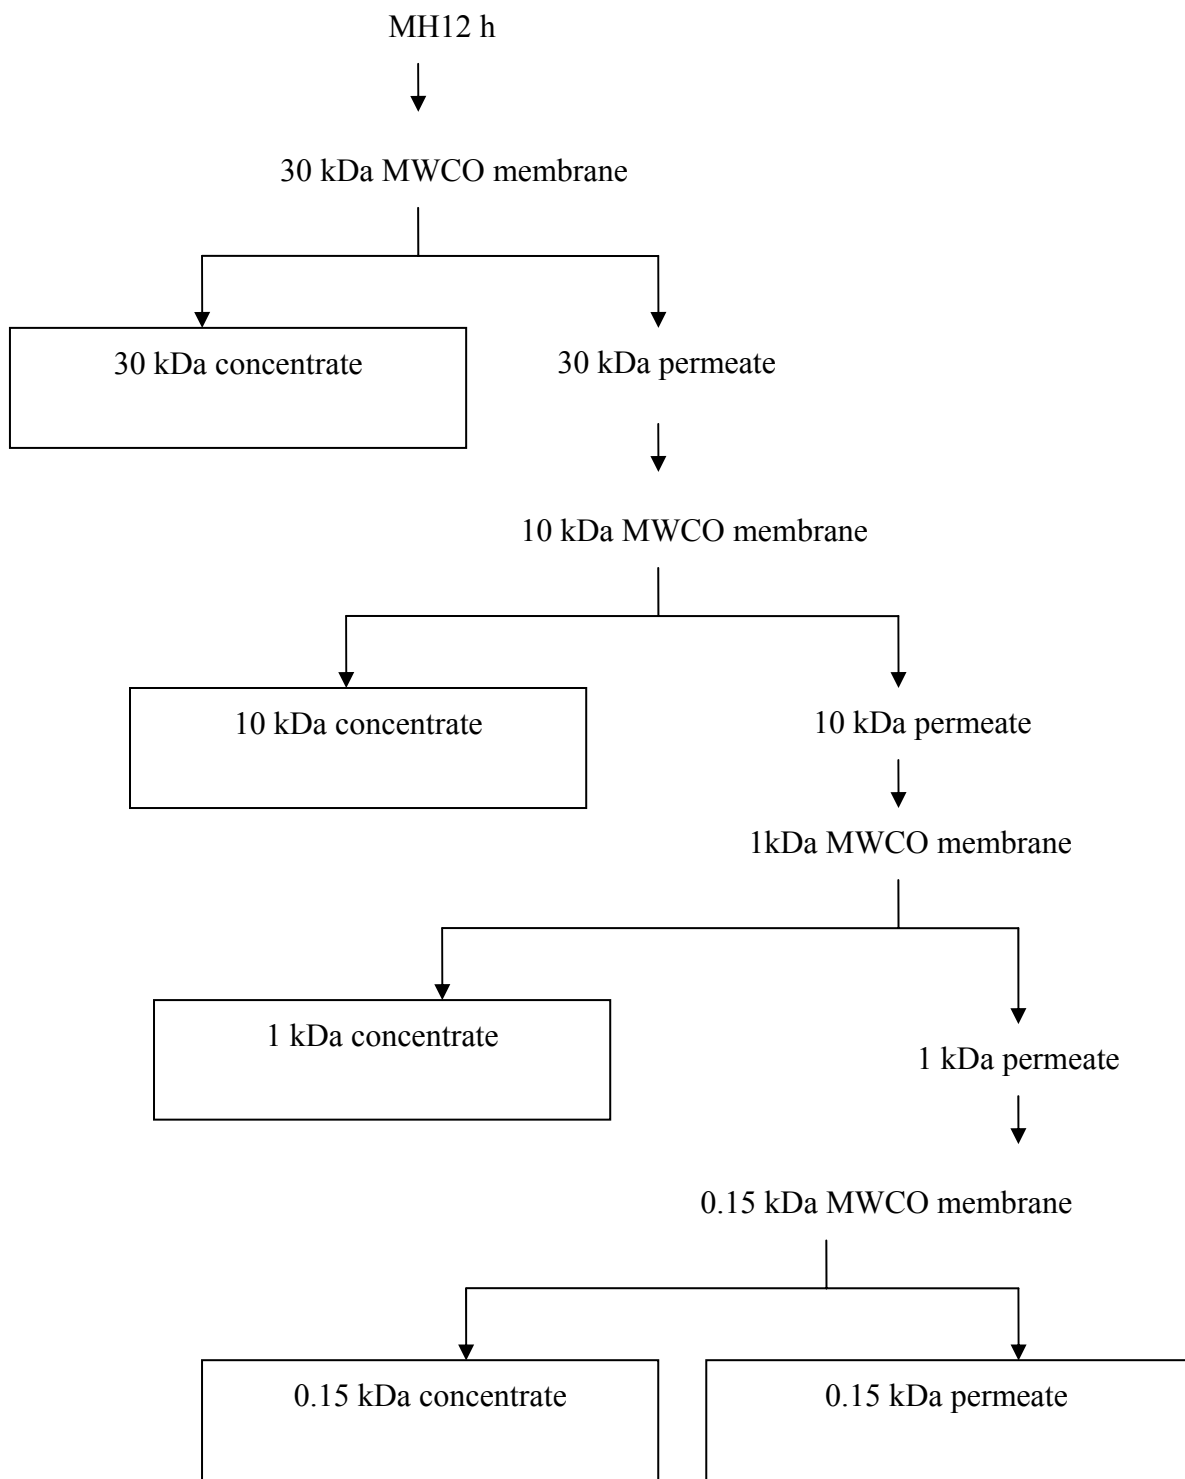 MH12 h
30 kDa MWCO membrane
30 kDa concentrate
30 kDa permeate
10 kDa MWCO membrane
10 kDa concentrate
10 kDa permeate
1kDa MWCO membrane
1 kDa concentrate
1 kDa permeate
0.15 kDa MWCO membrane
0.15 kDa concentrate
0.15 kDa permeate